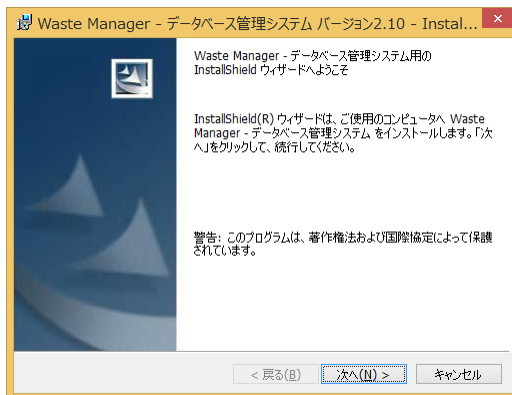 Waste Manager - データベース管理システム バージョン2.10 - Install...
Waste Manager - データベース管理システム用の
InstallShield ウィザードへようこそ
InstallShield(R) ウィザードは、ご使用のコンピュータへ Waste
Manager - データベース管理システム をインストールします。「次
へ」をクリックして、続行してください。
警告: このプログラムは、著作権法および国際協定によって保護
されています。
< 戻る(B)
次へ(N) >
キャンセル